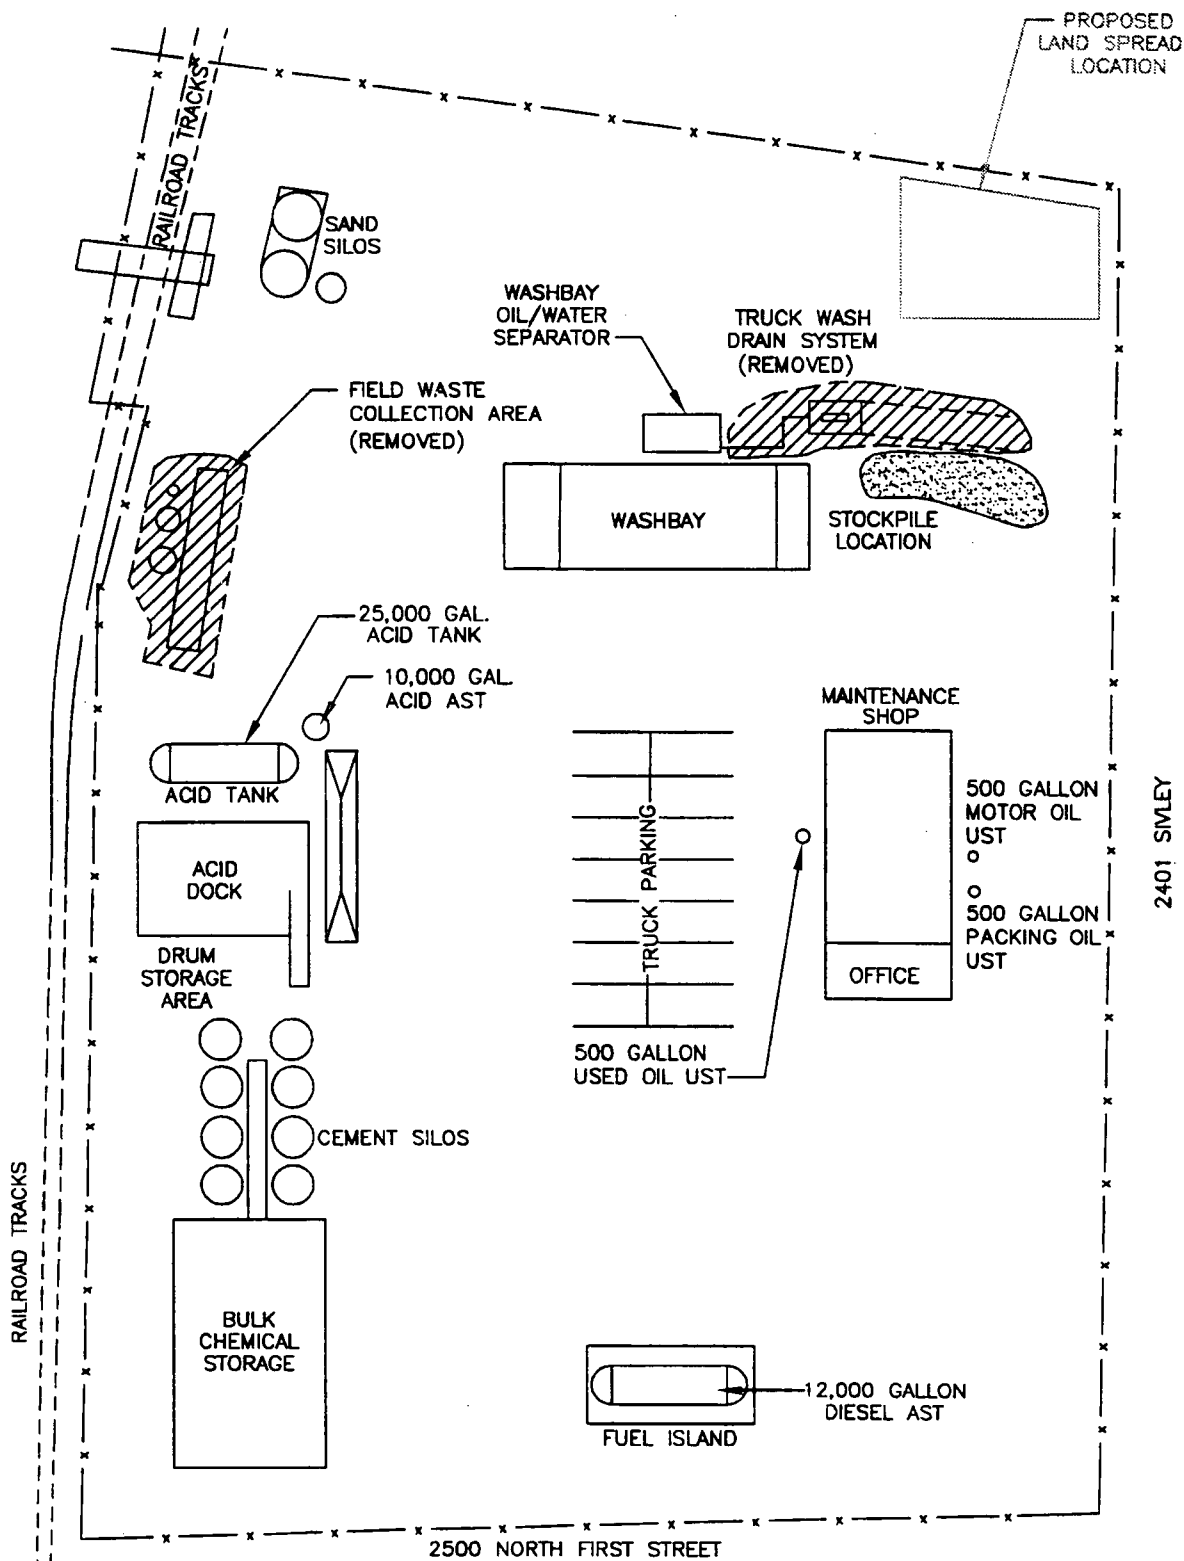 PROPOSED
LAND SPREAD
LOCATION
RAILROAD TRACKS
SAND
SILOS
WASHBAY
OIL/WATER
SEPARATOR
TRUCK WASH
DRAIN SYSTEM
(REMOVED)
FIELD WASTE
COLLECTION AREA
(REMOVED)
WASHBAY
STOCKPILE
LOCATION
25,000 GAL.
ACID TANK
10,000 GAL.
ACID AST
ACID TANK
MAINTENANCE
SHOP
500 GALLON
MOTOR OIL
UST
500 GALLON
PACKING OIL
UST
2401 SIVLEY
ACID
DOCK
TRUCK PARKING
DRUM
STORAGE
AREA
OFFICE
500 GALLON
USED OIL UST
CEMENT SILOS
RAILROAD TRACKS
BULK
CHEMICAL
STORAGE
12,000 GALLON
DIESEL AST
FUEL ISLAND
2500 NORTH FIRST STREET